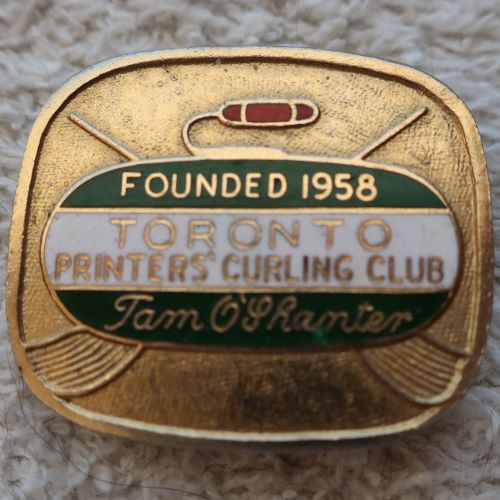 FOUNDED 1958
TORONTO
PRINTERS' CURLING CLUB
Tam O'Shanter